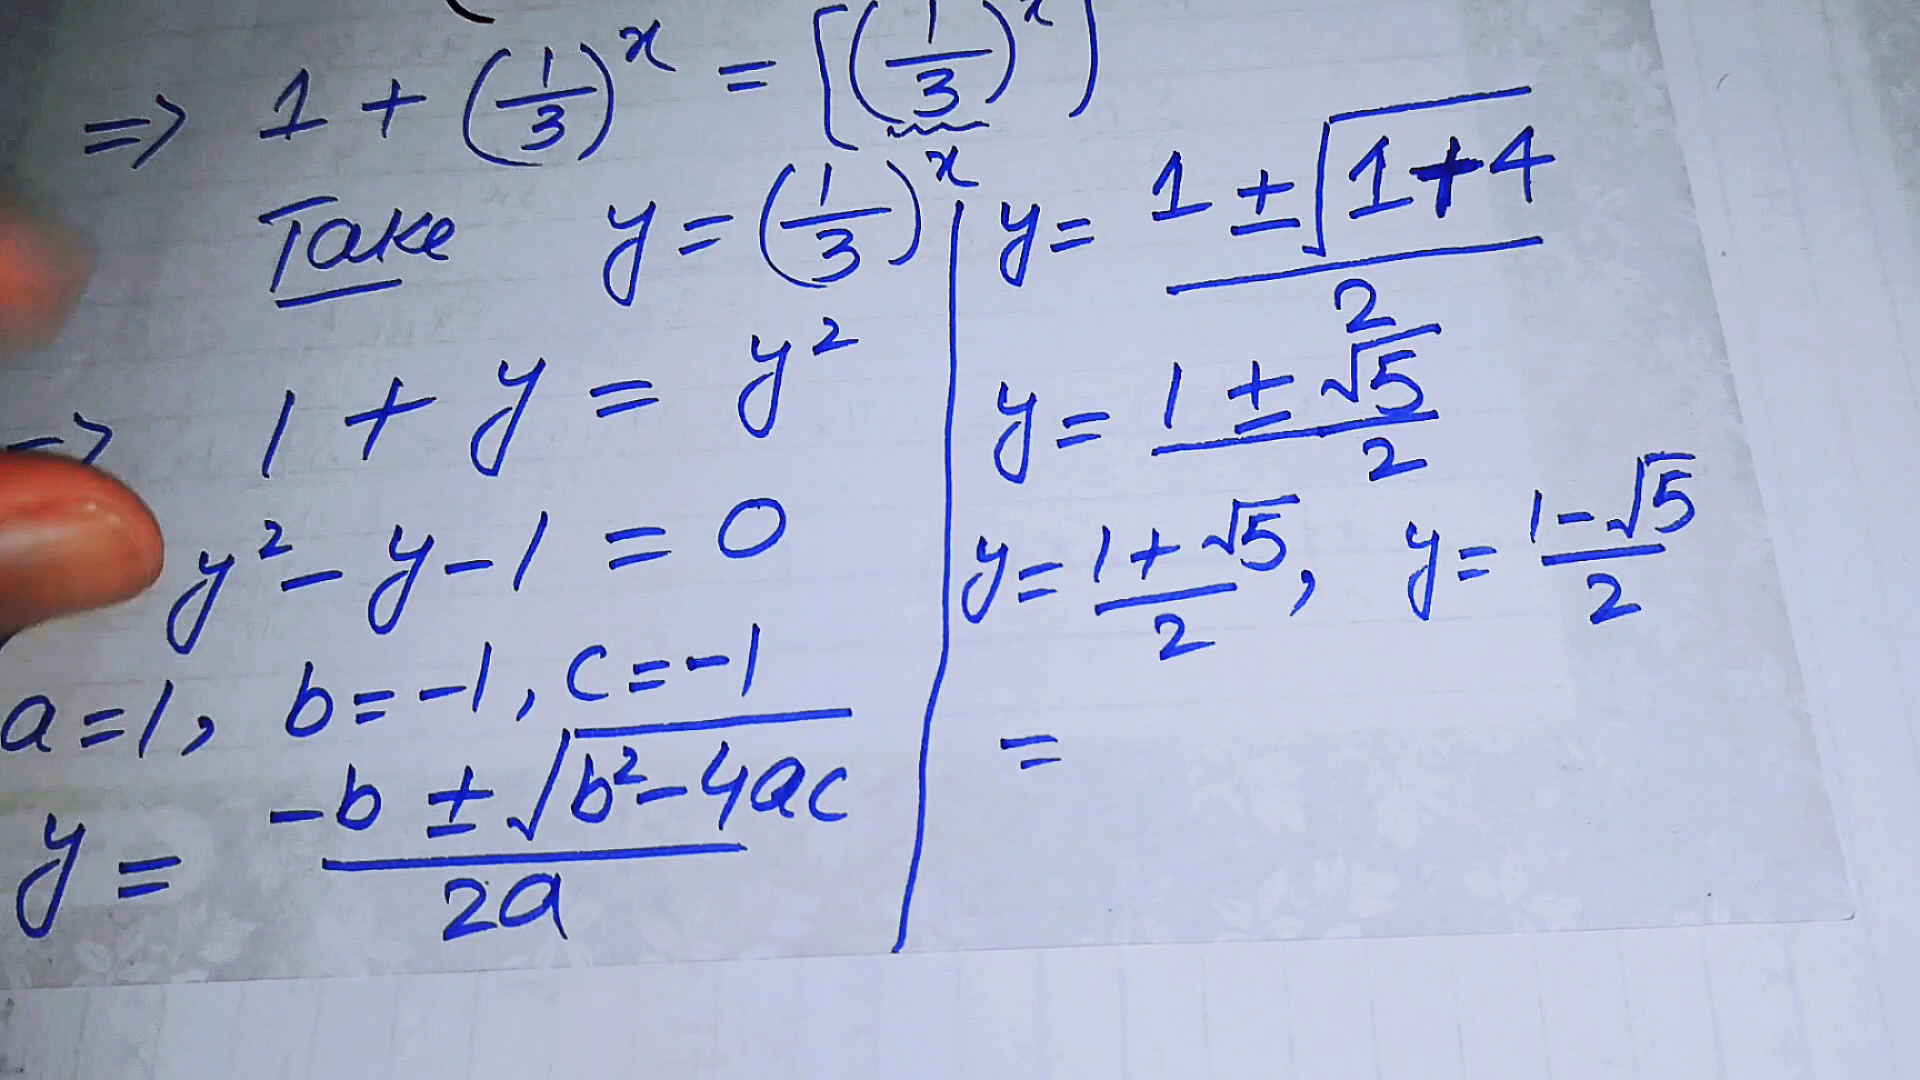 => 1 + (1/3)^x = [(1/3)^x]
Take y = (1/3)^x
-> 1 + y = y²
y² - y - 1 = 0
a = 1, b = -1, c = -1
y = (-b ± √(b² - 4ac))/2a
y = (1 ± √(1+4))/2
y = (1 ± √5)/2
y = (1 + √5)/2, y = (1 - √5)/2
=